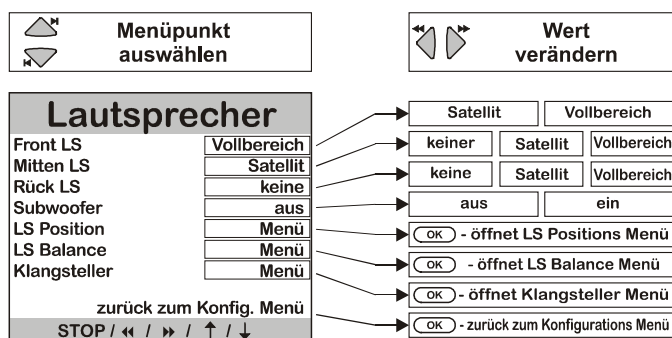 Menüpunkt
auswählen
Wert
verändern
Lautsprecher
Front LS Vollbereich
Mitten LS Satellit
Rück LS keine
Subwoofer aus
LS Position Menü
LS Balance Menü
Klangsteller Menü
zurück zum Konfig. Menü
STOP / ◄◄ / ►► / ↑ / ↓
Satellit Vollbereich
keiner Satellit Vollbereich
keine Satellit Vollbereich
aus ein
OK - öffnet LS Positions Menü
OK - öffnet LS Balance Menü
OK - öffnet Klangsteller Menü
OK - zurück zum Konfigurations Menü